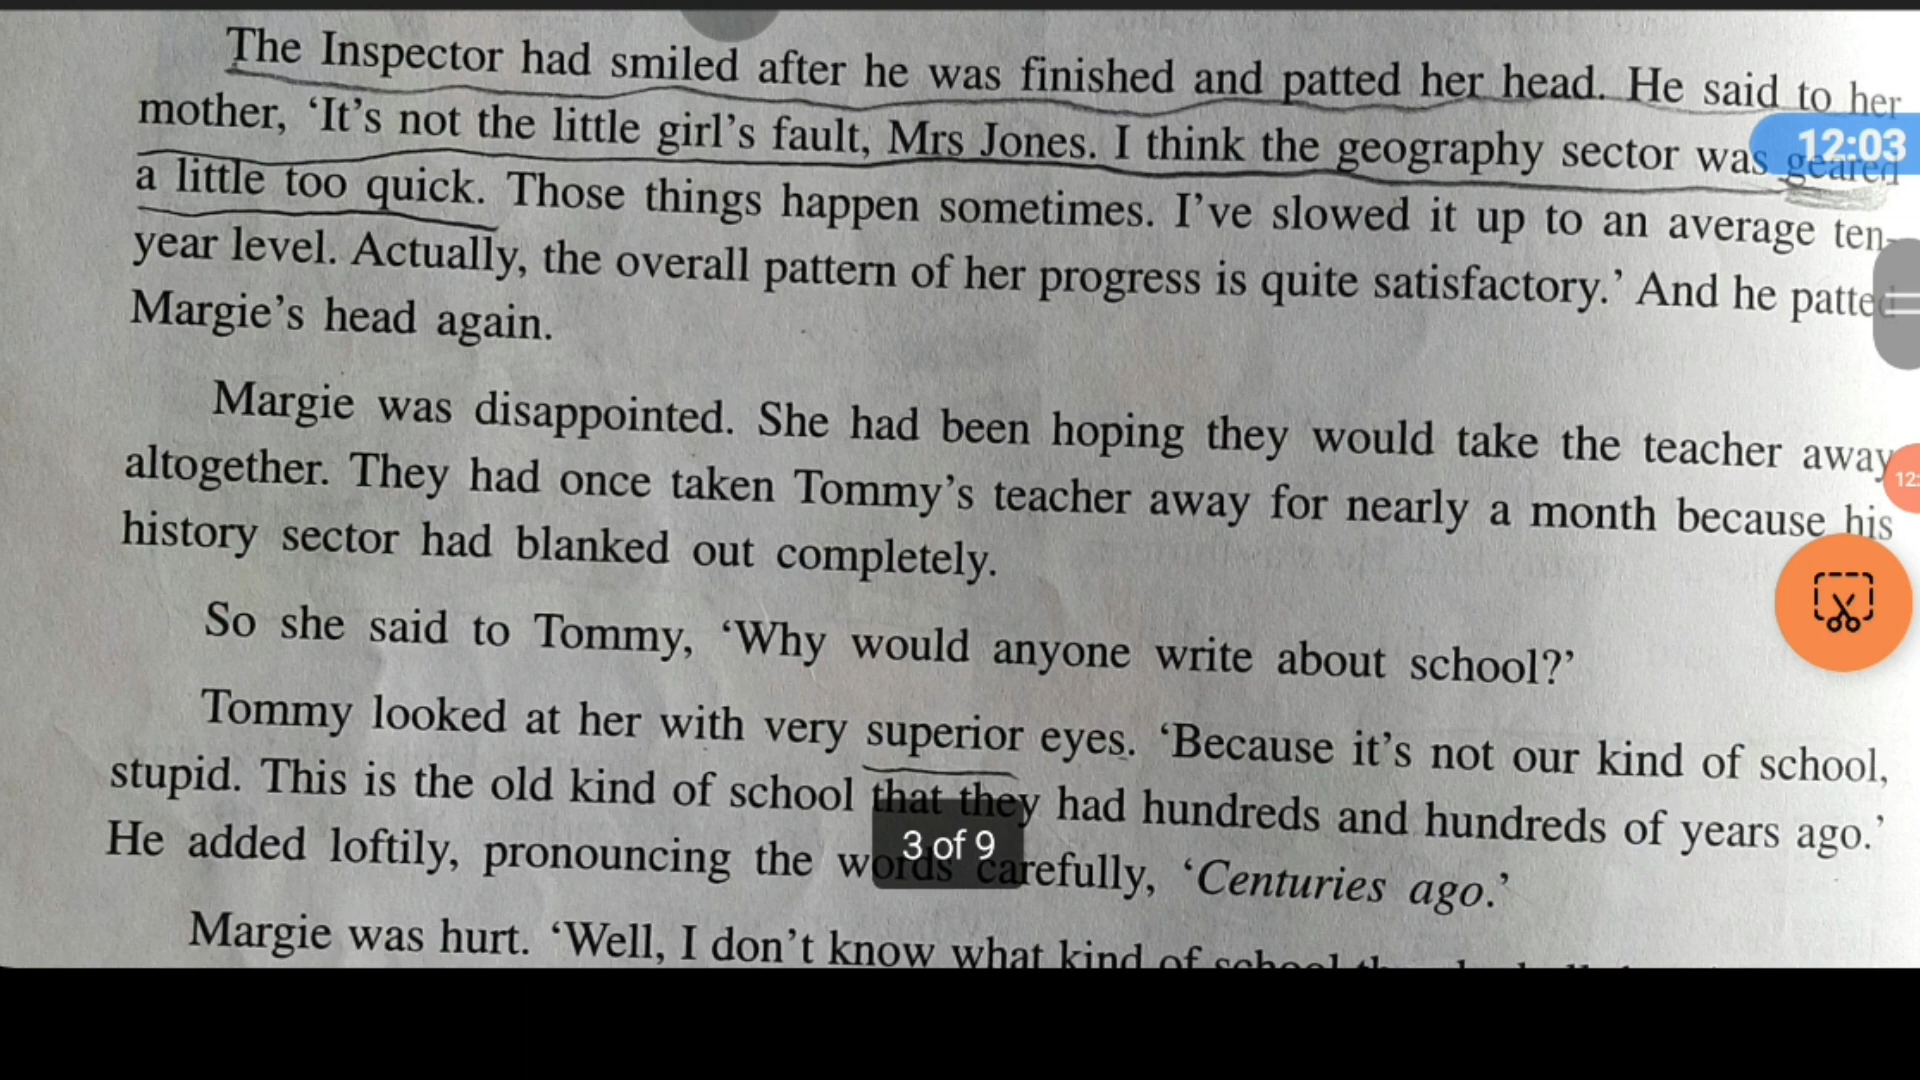 The Inspector had smiled after he was finished and patted her head. He said to her
mother, ‘It’s not the little girl’s fault, Mrs Jones. I think the geography sector was geared
12:03
a little too quick. Those things happen sometimes. I’ve slowed it up to an average ten-
year level. Actually, the overall pattern of her progress is quite satisfactory.’ And he patted
Margie’s head again.
Margie was disappointed. She had been hoping they would take the teacher away
altogether. They had once taken Tommy’s teacher away for nearly a month because his
12:
history sector had blanked out completely.
So she said to Tommy, ‘Why would anyone write about school?’
Tommy looked at her with very superior eyes. ‘Because it’s not our kind of school,
stupid. This is the old kind of school that they had hundreds and hundreds of years ago.’
He added loftily, pronouncing the words carefully, ‘Centuries ago.’
3 of 9
Margie was hurt. ‘Well, I don’t know what kind of school